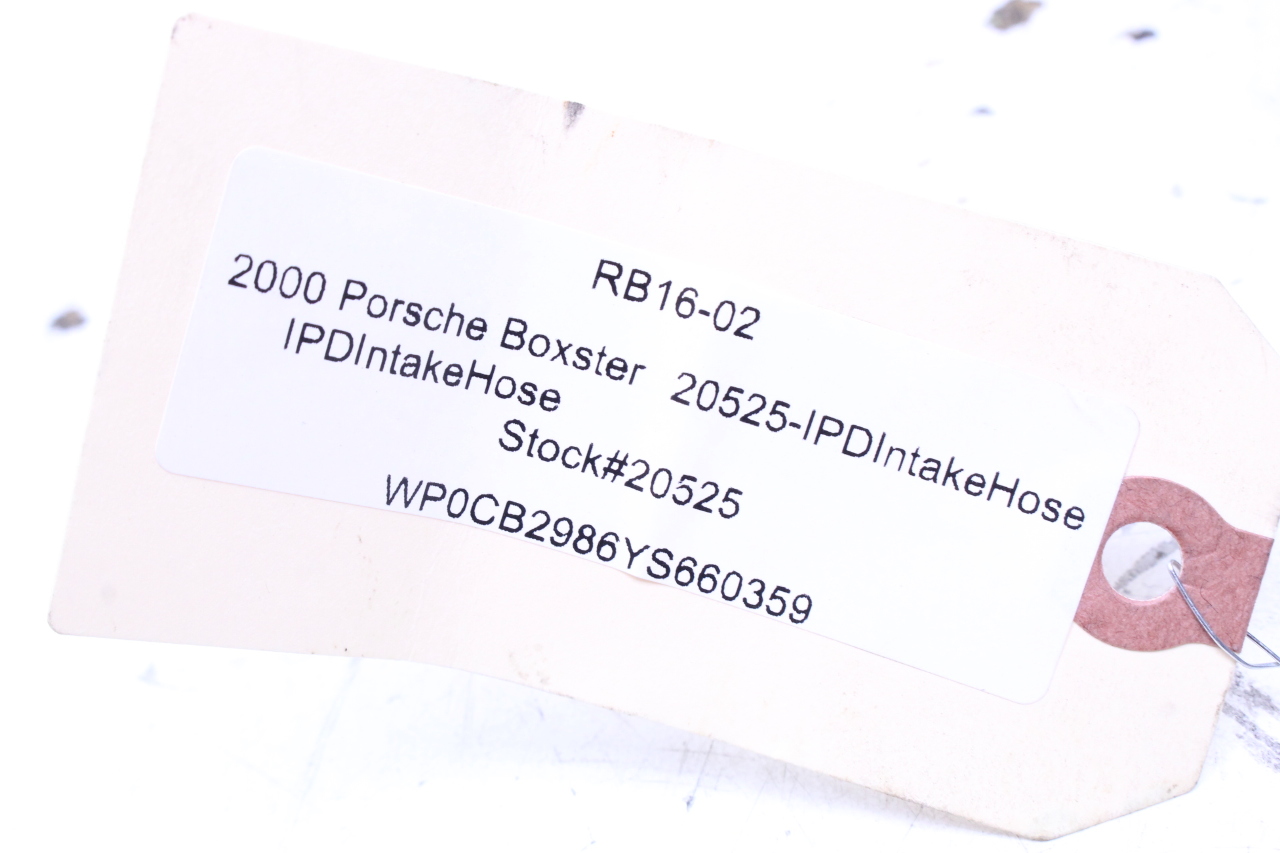 RB16-02
2000 Porsche Boxster 20525-IPDIntakeHose
IPDIntakeHose
Stock#20525
WP0CB2986YS660359